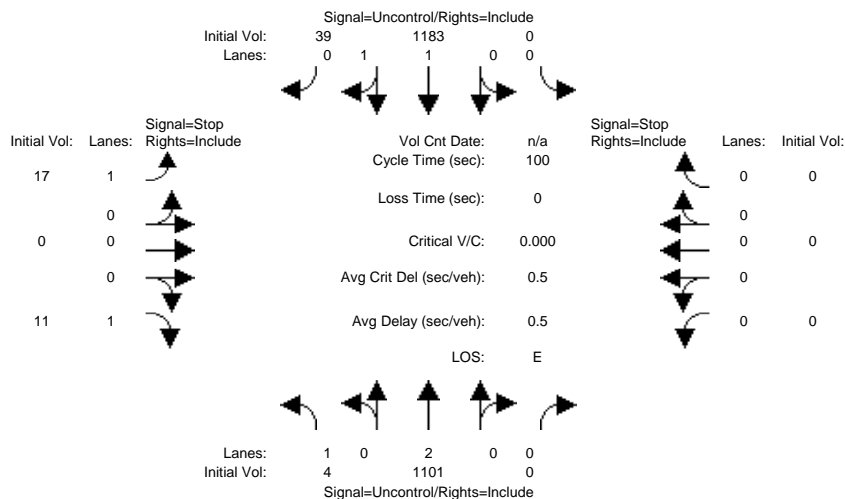 Signal=Uncontrol/Rights=Include
Initial Vol: 39 1183 0
Lanes: 0 1 1 0 0
Signal=Stop Signal=Stop
Initial Vol: Lanes: Rights=Include Vol Cnt Date: n/a Rights=Include Lanes: Initial Vol:
Cycle Time (sec): 100
17 1 0 0
Loss Time (sec): 0
0 0
0 0 Critical V/C: 0.000 0 0
0 Avg Crit Del (sec/veh): 0.5 0
11 1 Avg Delay (sec/veh): 0.5 0 0
LOS: E
Lanes: 1 0 2 0 0
Initial Vol: 4 1101 0
Signal=Uncontrol/Rights=Include